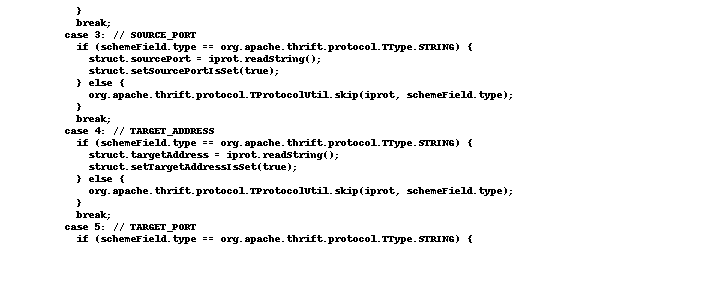 }
break;
case 3: // SOURCE_PORT
if (schemeField.type == org.apache.thrift.protocol.TType.STRING) {
struct.sourcePort = iprot.readString();
struct.setSourcePortIsSet(true);
} else {
org.apache.thrift.protocol.TProtocolUtil.skip(iprot, schemeField.type);
}
break;
case 4: // TARGET_ADDRESS
if (schemeField.type == org.apache.thrift.protocol.TType.STRING) {
struct.targetAddress = iprot.readString();
struct.setTargetAddressIsSet(true);
} else {
org.apache.thrift.protocol.TProtocolUtil.skip(iprot, schemeField.type);
}
break;
case 5: // TARGET_PORT
if (schemeField.type == org.apache.thrift.protocol.TType.STRING) {